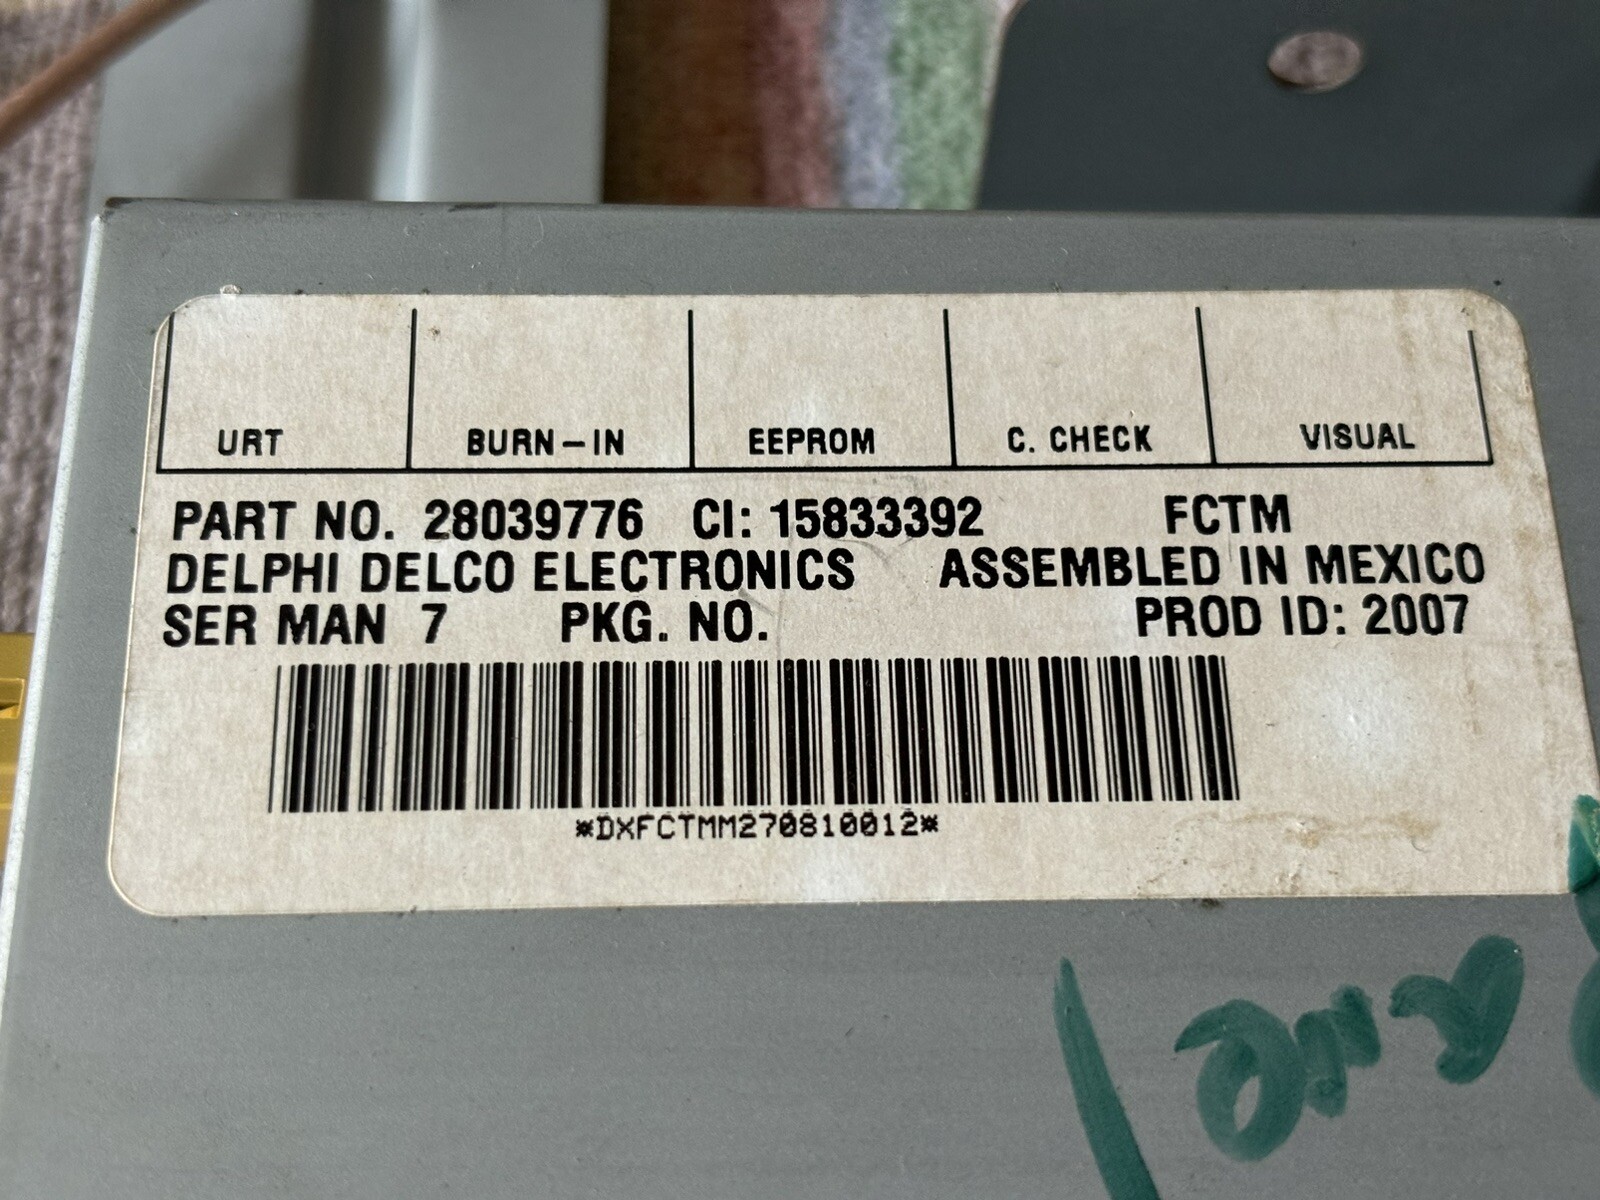 URT BURN-IN EEPROM C. CHECK VISUAL
PART NO. 28039776 CI: 15833392 FCTM
DELPHI DELCO ELECTRONICS ASSEMBLED IN MEXICO
SER MAN 7 PKG. NO. PROD ID: 2007
*DXFCTMM270810012*